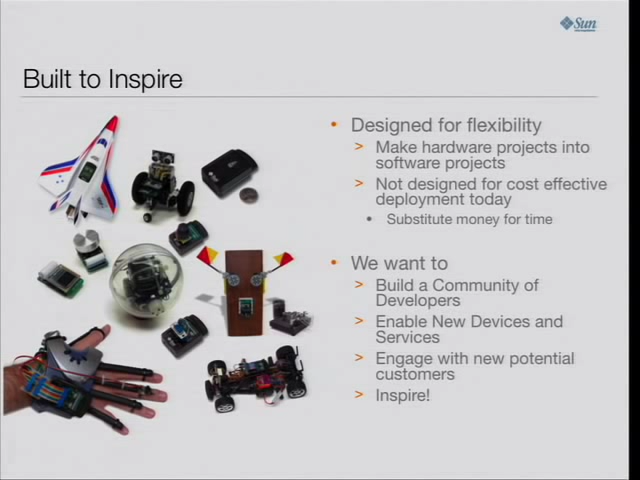 Sun
Built to Inspire
• Designed for flexibility
> Make hardware projects into
software projects
> Not designed for cost effective
deployment today
• Substitute money for time
• We want to
> Build a Community of
Developers
> Enable New Devices and
Services
> Engage with new potential
customers
> Inspire!